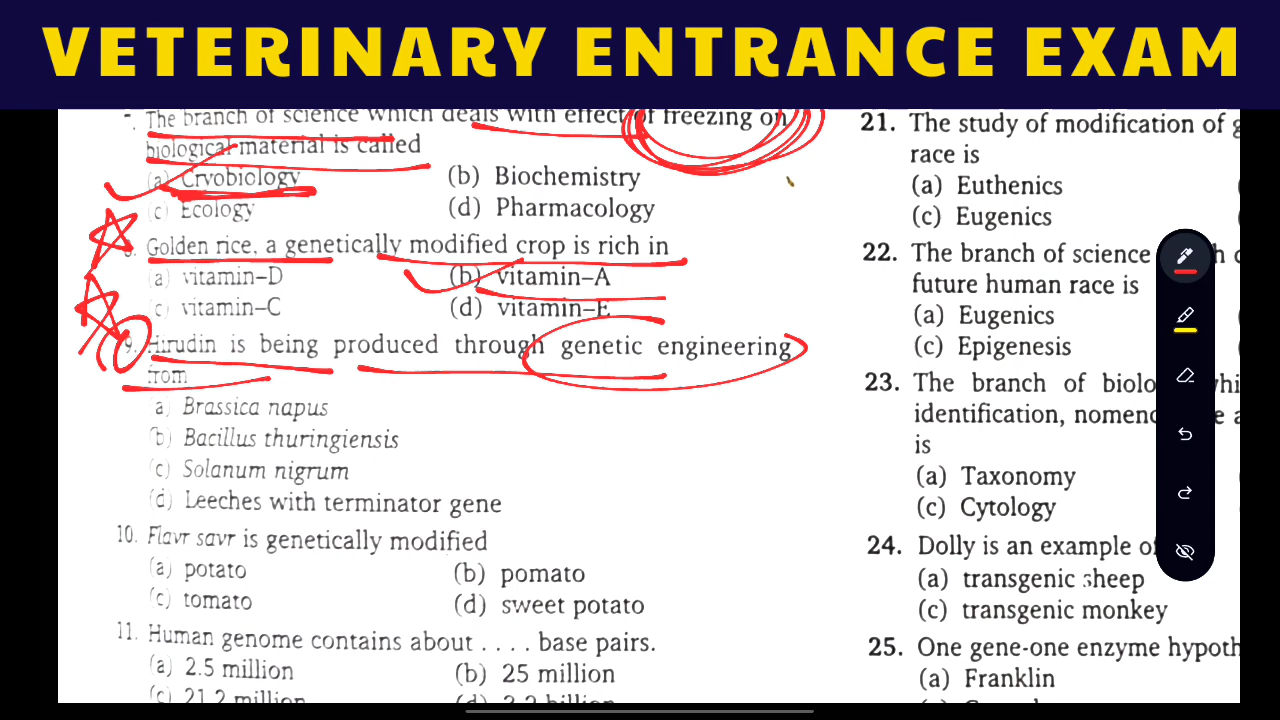 VETERINARY ENTRANCE EXAM
The branch of science which deals with effect of freezing on
biological material is called
(a) Cryobiology (b) Biochemistry
(c) Ecology (d) Pharmacology
Golden rice, a genetically modified crop is rich in
(a) vitamin–D (b) vitamin–A
(c) vitamin–C (d) vitamin–E
9. Hirudin is being produced through genetic engineering
from
(a) Brassica napus
(b) Bacillus thuringiensis
(c) Solanum nigrum
(d) Leeches with terminator gene
10. Flavr savr is genetically modified
(a) potato (b) pomato
(c) tomato (d) sweet potato
11. Human genome contains about . . . . base pairs.
(a) 2.5 million (b) 25 million
(c) 21.2 million
21. The study of modification of
race is
(a) Euthenics
(c) Eugenics
22. The branch of science
future human race is
(a) Eugenics
(c) Epigenesis
23. The branch of
identification,
is
(a) Taxonomy
(c) Cytology
24. Dolly is an example of
(a) transgenic sheep
(c) transgenic monkey
25. One gene-one enzyme
(a) Franklin